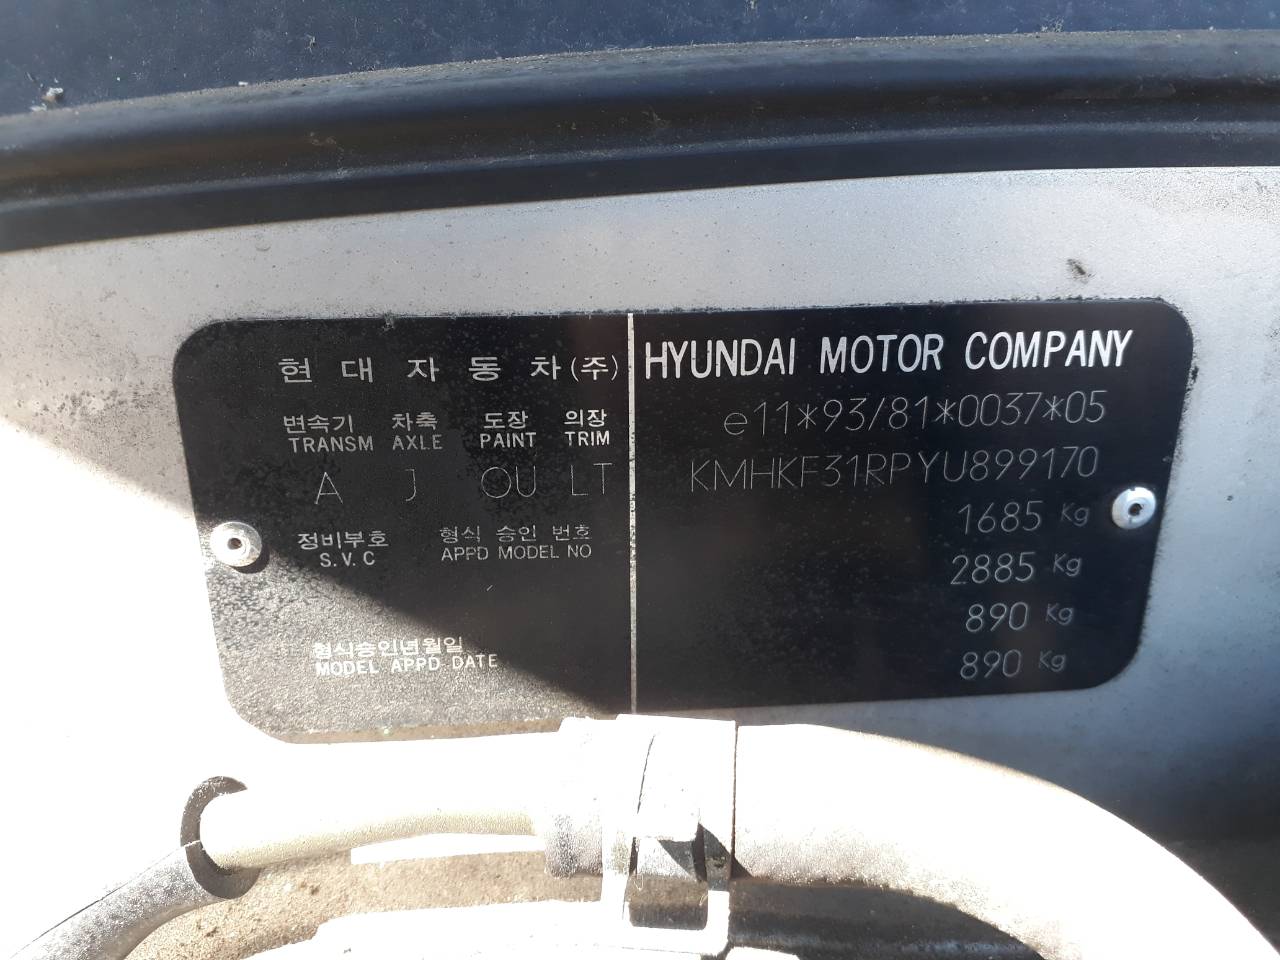 현대자동차(주)
변속기 차축 도장 의장
TRANSM AXLE PAINT TRIM
A J OU LT
정비부호 형식 승인 번호
S.V.C APPD MODEL NO
형식승인년월일
MODEL APPD DATE
HYUNDAI MOTOR COMPANY
e11*93/81*0037*05
KMHKF31RPYU899170
1685 Kg
2885 Kg
890 Kg
890 Kg